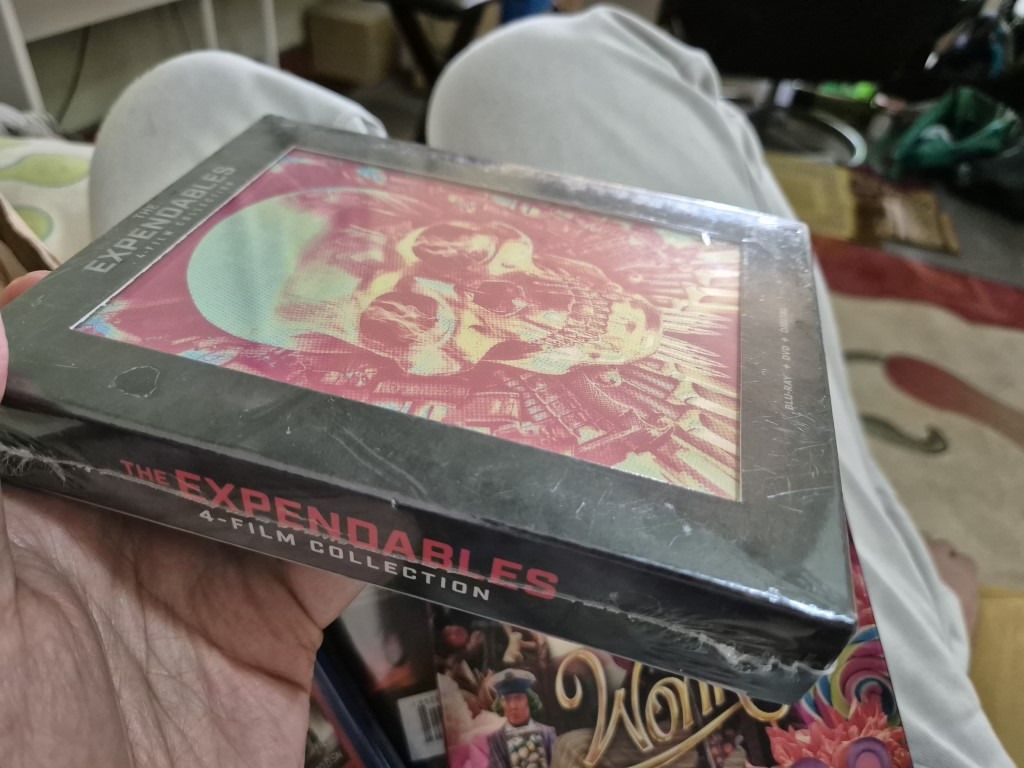 THE
EXPENDABLES
4-FILM COLLECTION
BLU-RAY + DVD + DIGITAL
THE EXPENDABLES
4-FILM COLLECTION
Wonka